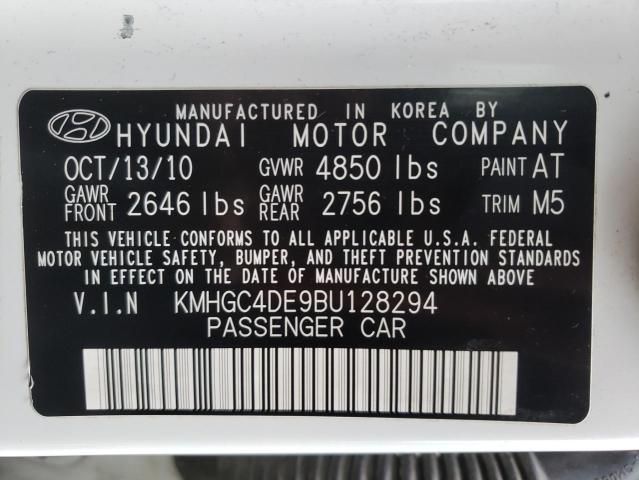 MANUFACTURED IN KOREA BY
HYUNDAI MOTOR COMPANY
OCT/13/10 GVWR 4850 lbs PAINT AT
GAWR FRONT 2646 lbs GAWR REAR 2756 lbs TRIM M5
THIS VEHICLE CONFORMS TO ALL APPLICABLE U.S.A. FEDERAL
MOTOR VEHICLE SAFETY, BUMPER, AND THEFT PREVENTION STANDARDS
IN EFFECT ON THE DATE OF MANUFACTURE SHOWN ABOVE
V.I.N KMHGC4DE9BU128294
PASSENGER CAR